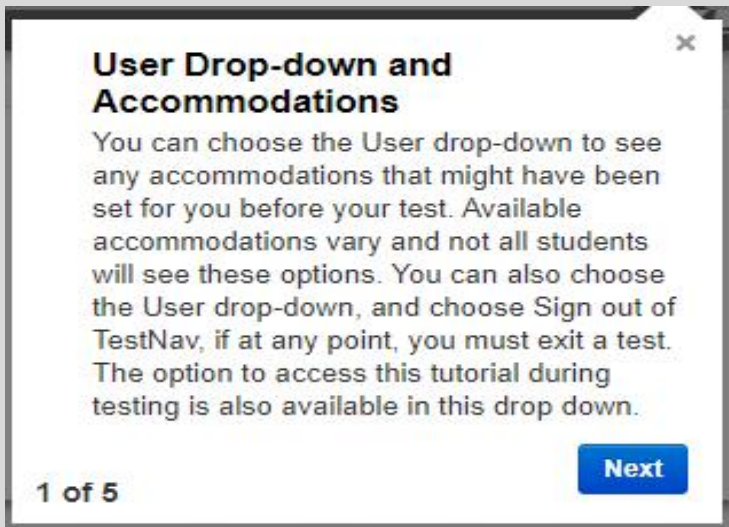 User Drop-down and
Accommodations
You can choose the User drop-down to see
any accommodations that might have been
set for you before your test. Available
accommodations vary and not all students
will see these options. You can also choose
the User drop-down, and choose Sign out of
TestNav, if at any point, you must exit a test.
The option to access this tutorial during
testing is also available in this drop down.
Next
1 of 5